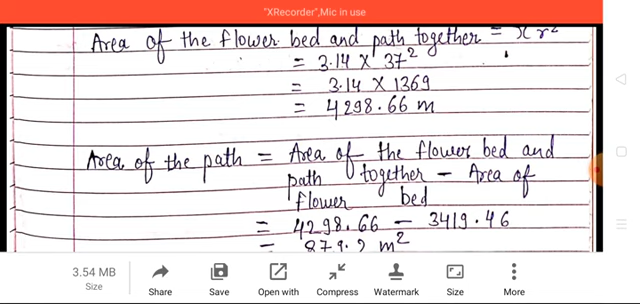 "XRecorder",Mic in use
Area of the flower bed and path together = πr²
= 3.14 × 37²
= 3.14 × 1369
= 4298.66 m
Area of the path = Area of the flower bed and
path together − Area of
flower bed
= 4298.66 − 3419.46
= 879.2 m²
3.54 MB
Size
Share
Save
Open with
Compress
Watermark
Size
More